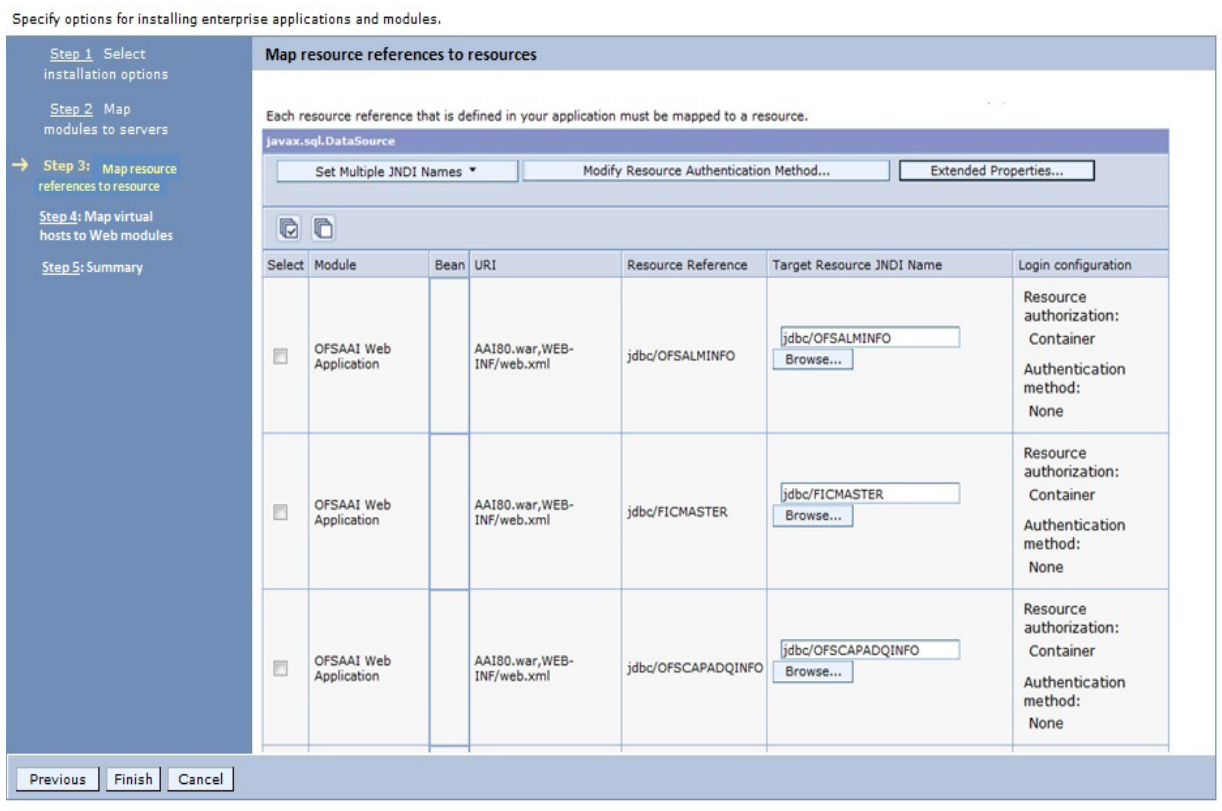 Specify options for installing enterprise applications and modules.
Step 1 Select
installation options
Step 2 Map
modules to servers
Step 3: Map resource
references to resource
Step 4: Map virtual
hosts to Web modules
Step 5: Summary
Map resource references to resources
Each resource reference that is defined in your application must be mapped to a resource.
javax.sql.DataSource
Set Multiple JNDI Names
Modify Resource Authentication Method...
Extended Properties...
Select Module Bean URI Resource Reference Target Resource JNDI Name Login configuration
OFSAAI Web
Application
AAI80.war,WEB-
INF/web.xml
jdbc/OFSALMINFO
jdbc/OFSALMINFO
Browse...
Resource
authorization:
Container
Authentication
method:
None
OFSAAI Web
Application
AAI80.war,WEB-
INF/web.xml
jdbc/FICMASTER
jdbc/FICMASTER
Browse...
Resource
authorization:
Container
Authentication
method:
None
OFSAAI Web
Application
AAI80.war,WEB-
INF/web.xml
jdbc/OFSCAPADQINFO
jdbc/OFSCAPADQINFO
Browse...
Resource
authorization:
Container
Authentication
method:
None
Previous Finish Cancel